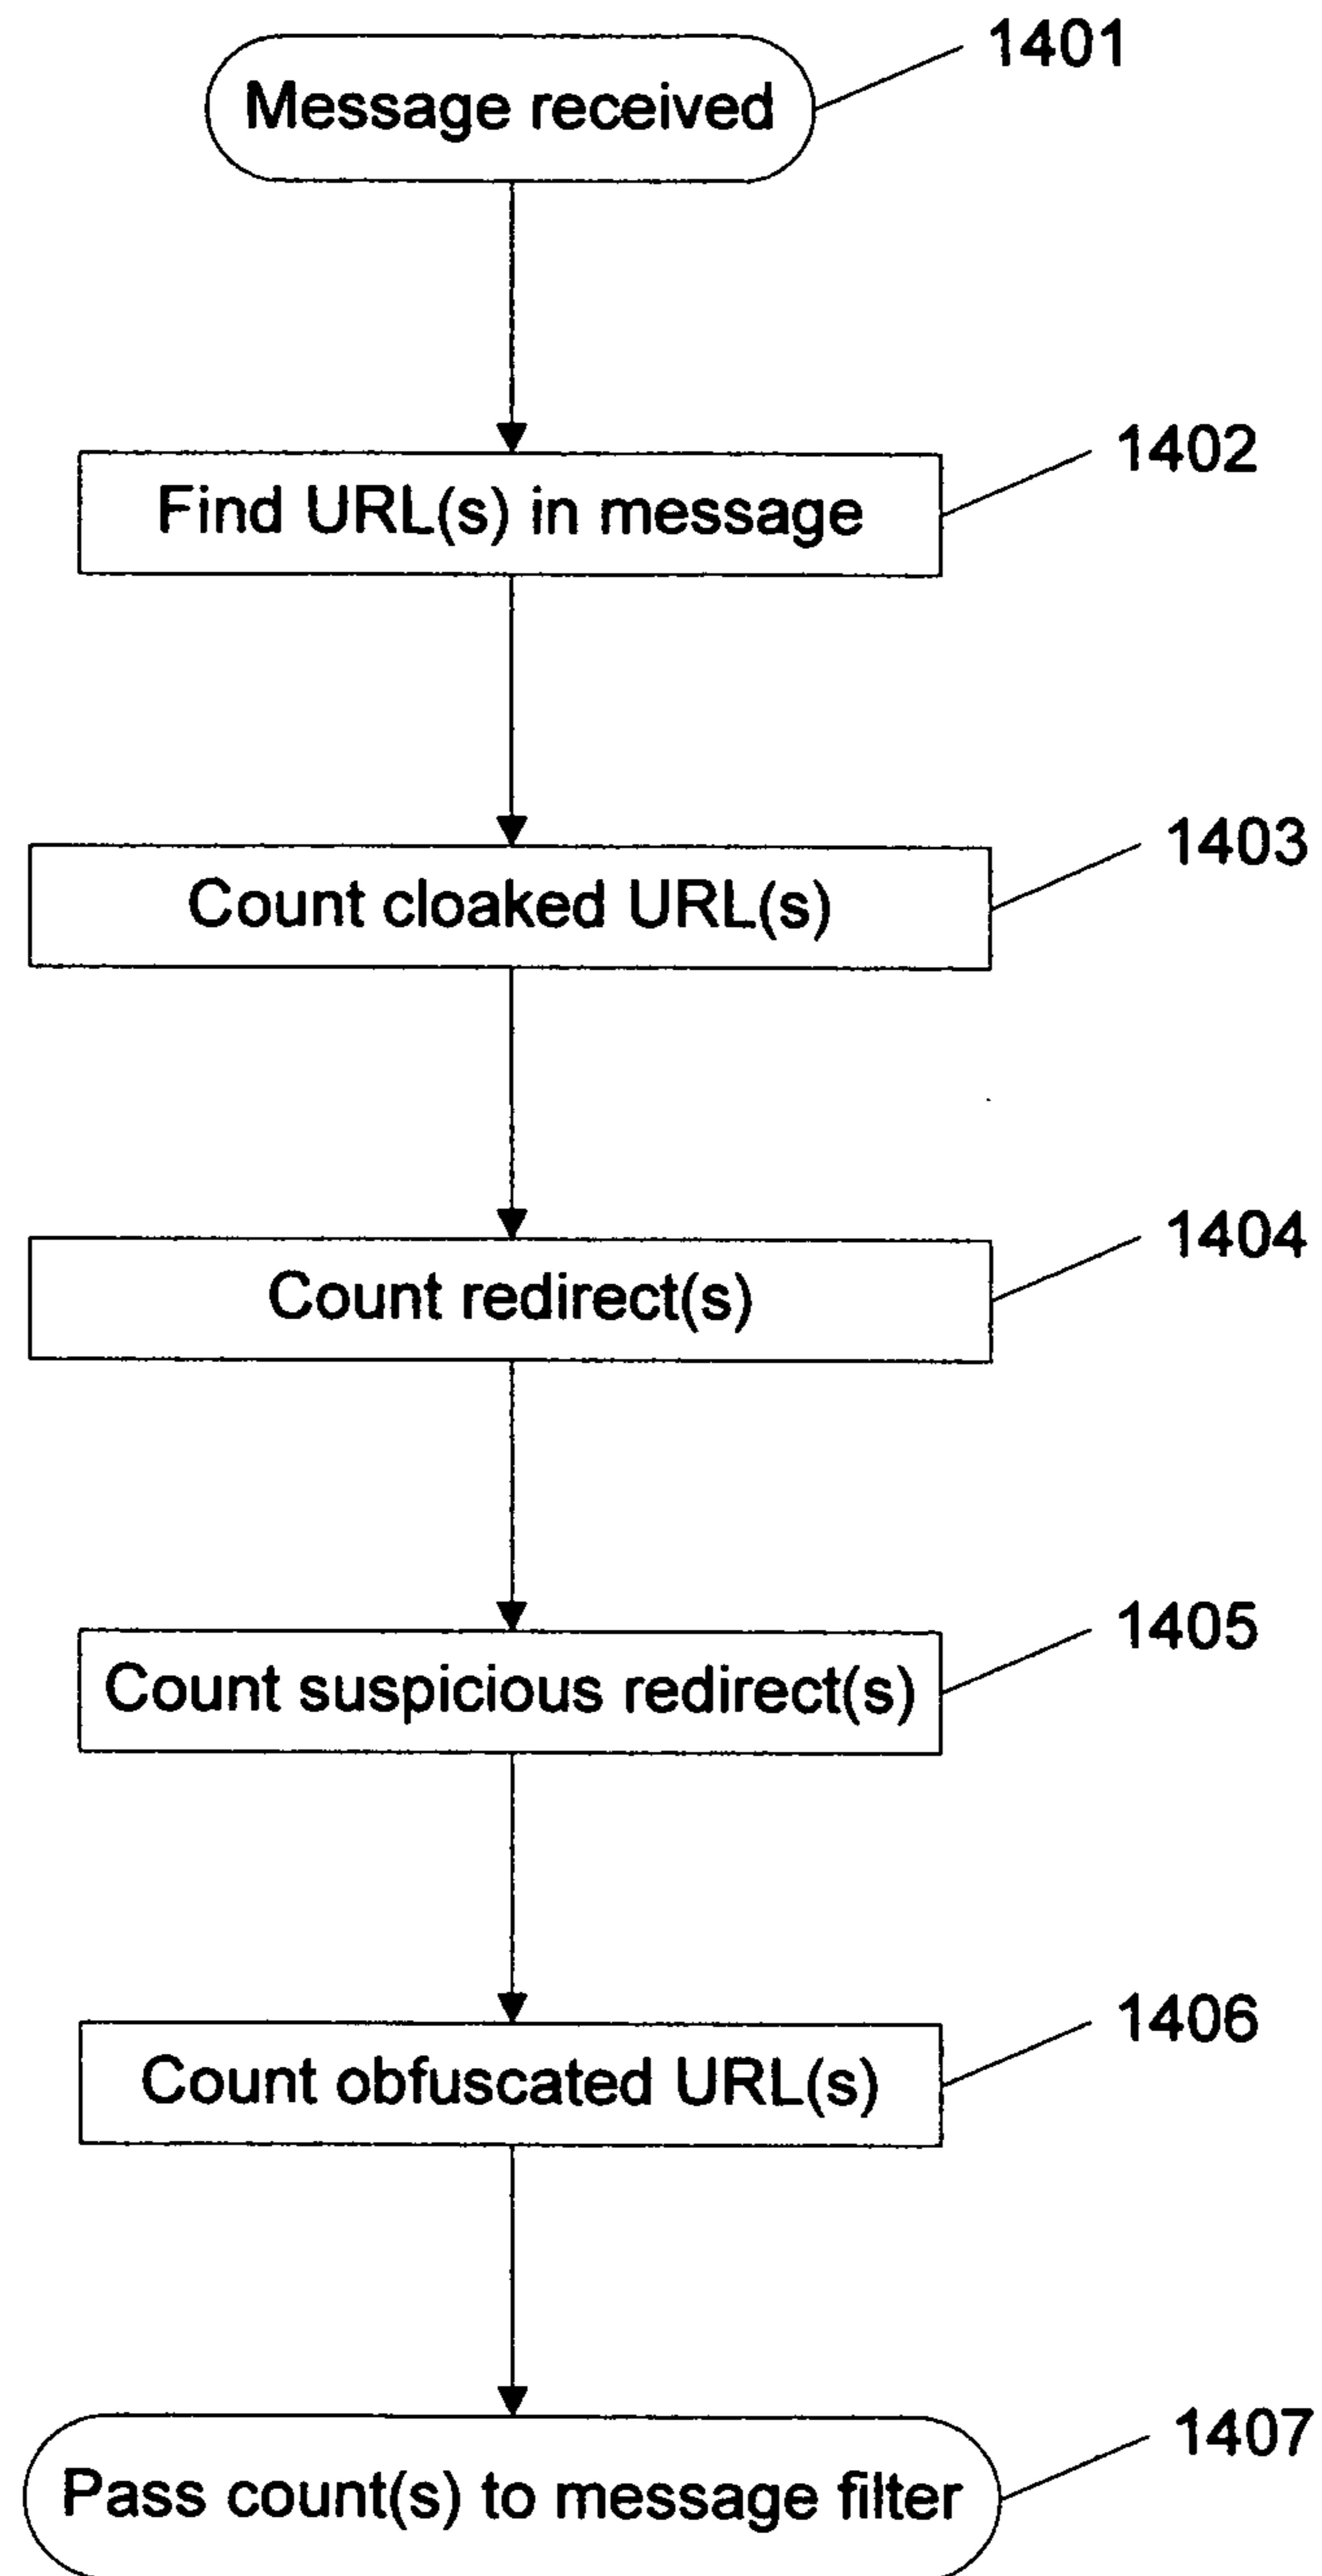 1401
Message received
1402
Find URL(s) in message
1403
Count cloaked URL(s)
1404
Count redirect(s)
1405
Count suspicious redirect(s)
1406
Count obfuscated URL(s)
1407
Pass count(s) to message filter